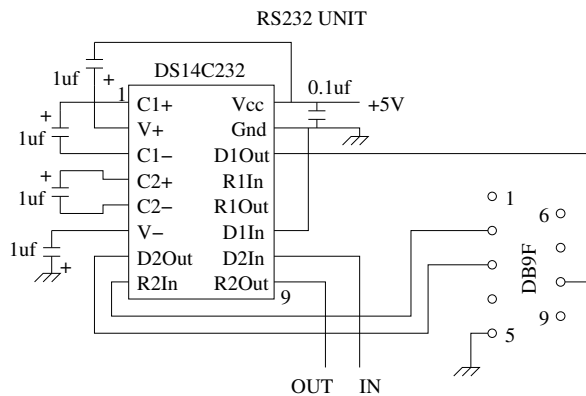 RS232 UNIT
DS14C232
1uf
+
1
0.1uf
+5V
C1+
Vcc
+
1uf
V+
Gnd
C1−
D1Out
+
1uf
C2+
R1In
C2−
R1Out
1uf
+
V−
D1In
D2Out
D2In
R2In
R2Out
9
1
6
DB9F
9
5
OUT
IN